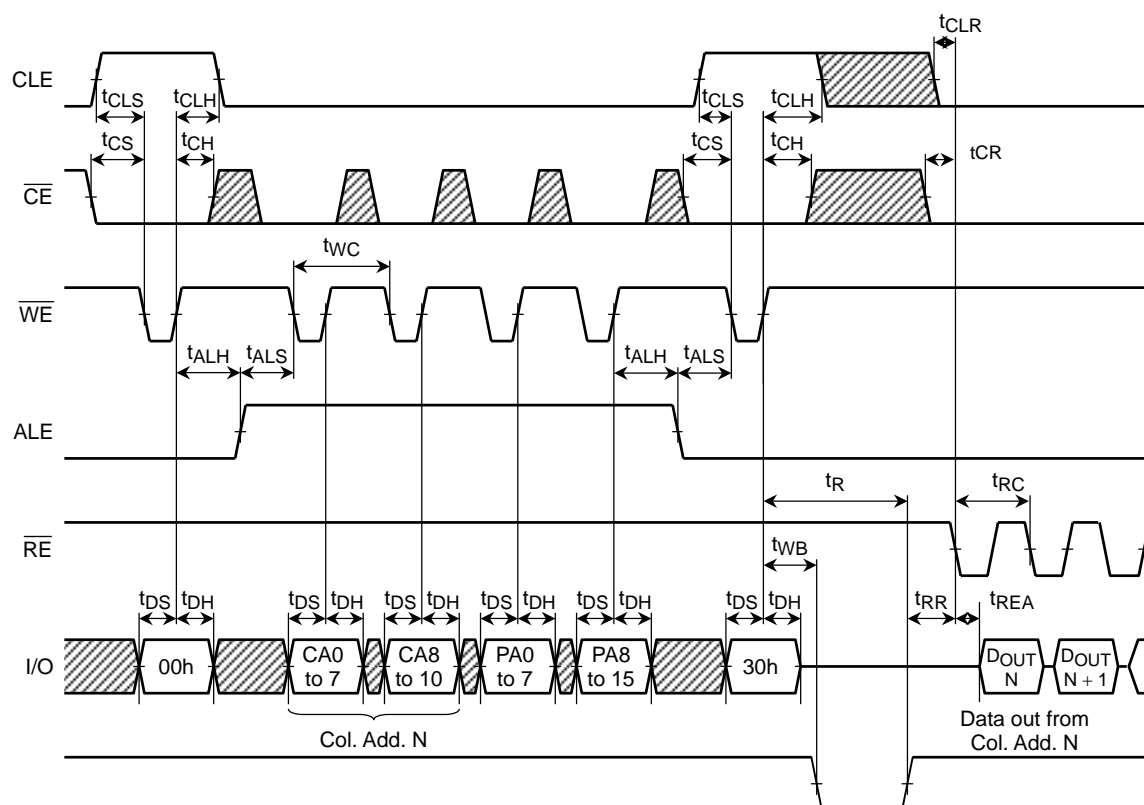 tCLR
CLE
tCLS tCLH tCLS tCLH
tCS tCH tCS tCH tCR
CE
tWC
WE
tALH tALS tALH tALS
ALE
tR tRC
RE
tWB
tDS tDH tDS tDH tDS tDH tDS tDH tDS tDH tDS tDH tRR tREA
I/O 00h CA0 to 7 CA8 to 10 PA0 to 7 PA8 to 15 30h DOUT N DOUT N + 1
Col. Add. N
Data out from
Col. Add. N